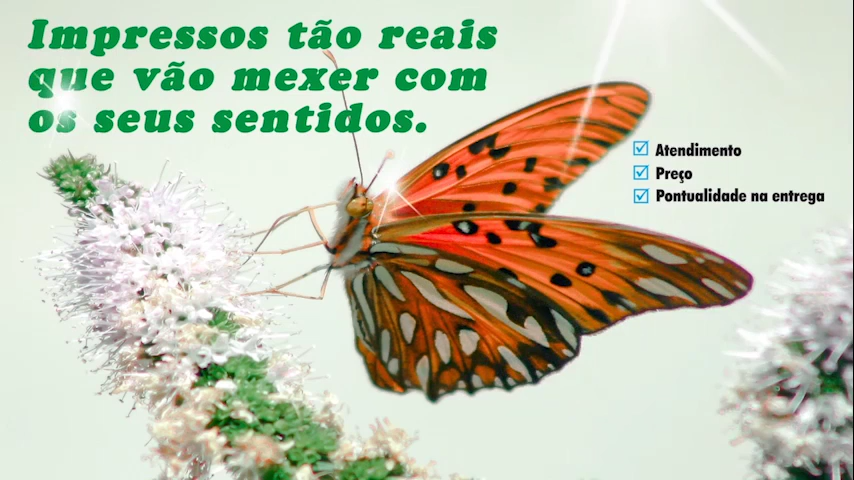 Impressos tão reais
que vão mexer com
os seus sentidos.
Atendimento
Preço
Pontualidade na entrega